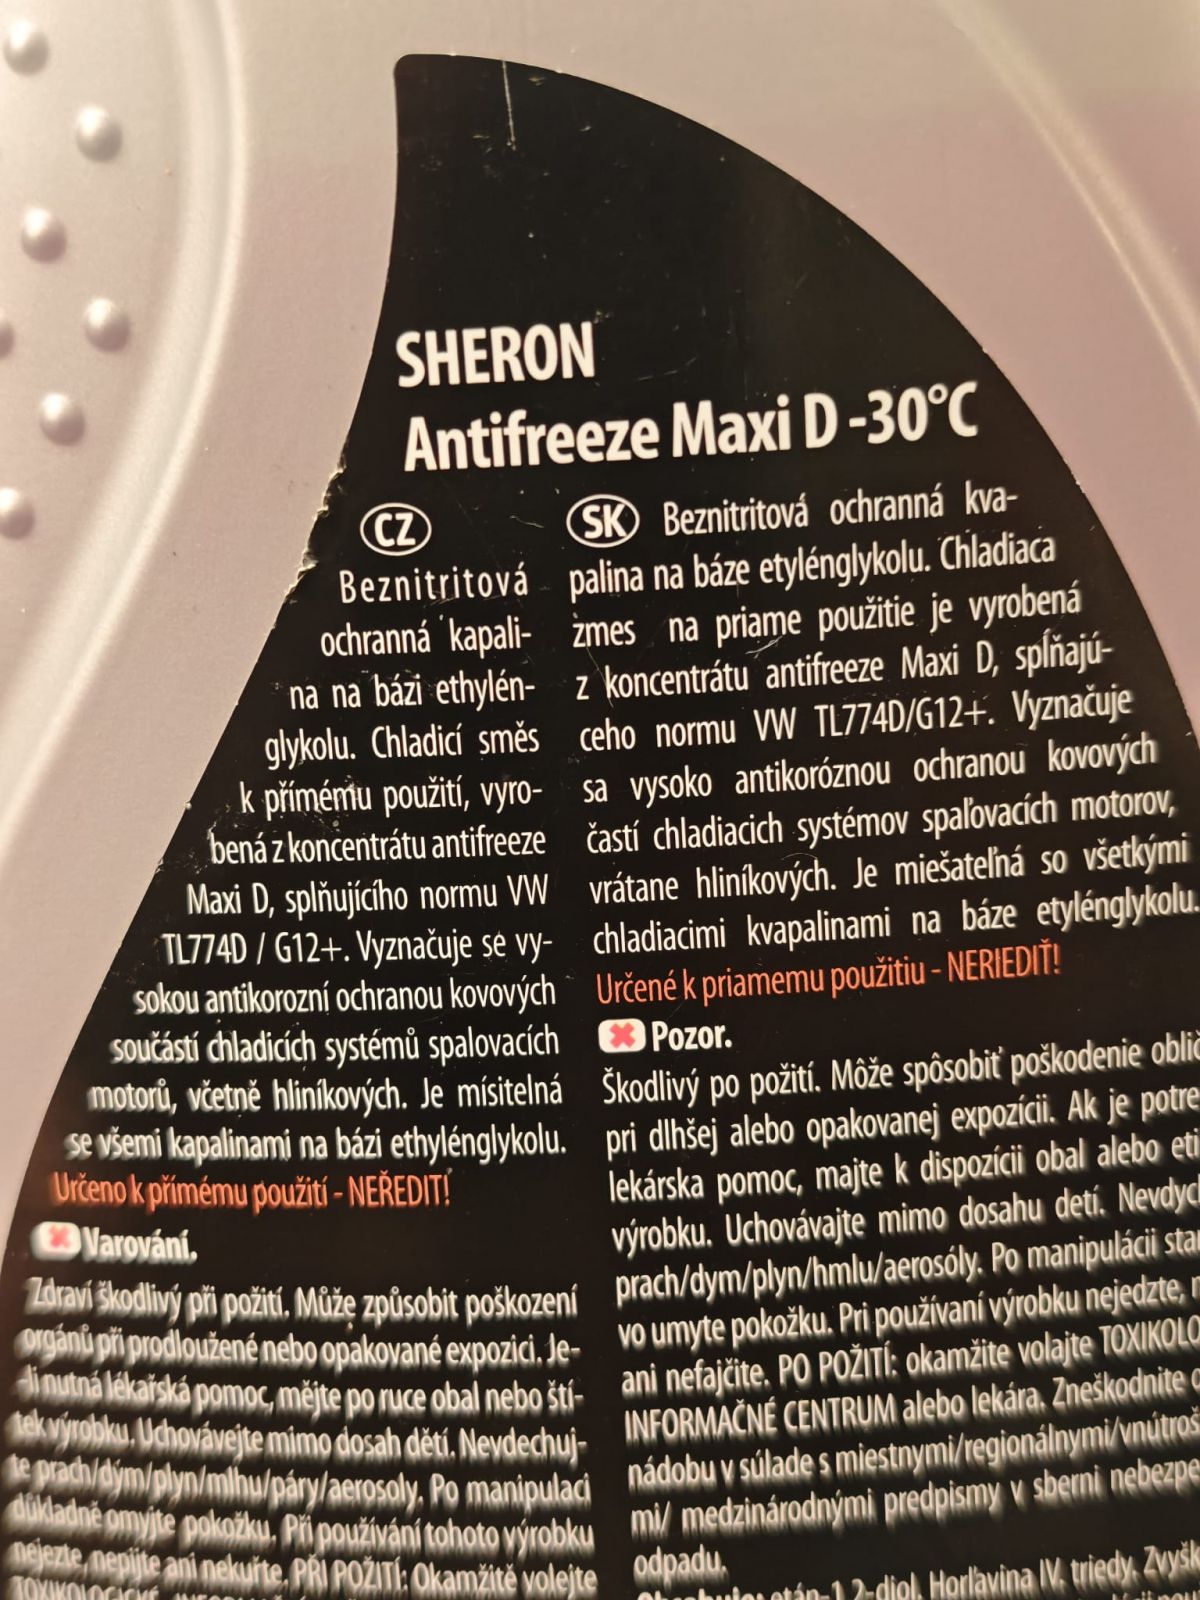 SHERON
Antifreeze Maxi D -30°C
CZ
Beznitritová
ochranná kapali-
na na bázi ethylén-
glykolu. Chladicí směs
k přímému použití, vyro-
bená z koncentrátu antifreeze
Maxi D, splňujícího normu VW
TL774D / G12+. Vyznačuje se vy-
sokou antikorozní ochranou kovových
součástí chladicích systémů spalovacích
motorů, včetně hliníkových. Je mísitelná
se všemi kapalinami na bázi ethylénglykolu.
Určeno k přímému použití - NEŘEDIT!
Varování.
Zdraví škodlivý při požití. Může způsobit poškození
orgánů při prodloužené nebo opakované expozici. Je-
li nutná lékařská pomoc, mějte po ruce obal nebo ští-
tek výrobku. Uchovávejte mimo dosah dětí. Nevdechuj-
te prach/dým/plyn/mlhu/páry/aerosoly. Po manipulaci
důkladně omyjte pokožku. Při používání tohoto výrobku
nejezte, nepijte ani nekuřte. PŘI POŽITÍ: Okamžitě volejte
SK Beznitritová ochranná kva-
palina na báze etylénglykolu. Chladiaca
zmes na priame použitie je vyrobená
z koncentrátu antifreeze Maxi D, spĺňajú-
ceho normu VW TL774D/G12+. Vyznačuje
sa vysoko antikoróznou ochranou kovových
častí chladiacich systémov spaľovacích motorov,
vrátane hliníkových. Je miešateľná so všetkými
chladiacimi kvapalinami na báze etylénglykolu.
Určené k priamemu použitiu - NERIEDIŤ!
Pozor.
Škodlivý po požití. Môže spôsobiť poškodenie oblič
pri dlhšej alebo opakovanej expozícii. Ak je potre
lekárska pomoc, majte k dispozícii obal alebo eti
výrobku. Uchovávajte mimo dosahu detí. Nevdyc
prach/dym/plyn/hmlu/aerosóly. Po manipulácii star
vo umyte pokožku. Pri používaní výrobku nejedzte,
ani nefajčite. PO POŽITÍ: okamžite volajte TOXIKOLO
INFORMAČNÉ CENTRUM alebo lekára. Zneškodnite
nádobu v súlade s miestnymi/regionálnymi/vnútroš
mi/ medzinárodnými predpismy v sberni nebezpe
odpadu.
etán-1,2-diol. Horľavina IV. triedy.